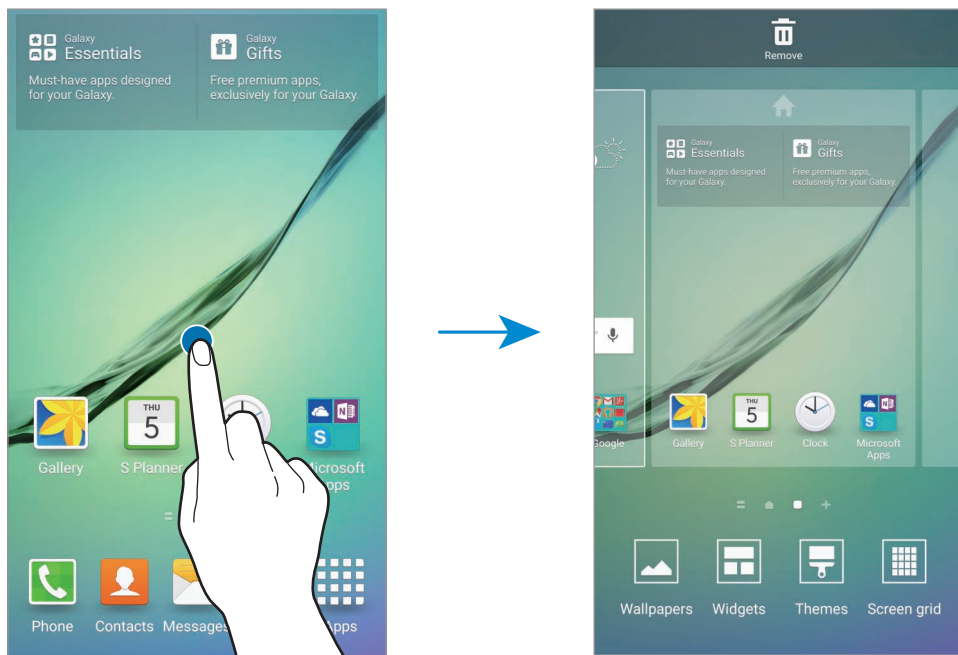 Galaxy
Essentials
Must-have apps designed
for your Galaxy.
Galaxy
Gifts
Free premium apps,
exclusively for your Galaxy.
THU
5
N
S
Gallery
S Planner
Microsoft
Apps
Phone
Contacts
Messages
Apps
Remove
Galaxy
Essentials
Must-have apps designed
for your Galaxy.
Galaxy
Gifts
Free premium apps,
exclusively for your Galaxy.
THU
5
N
S
Google
Gallery
S Planner
Clock
Microsoft
Apps
Wallpapers
Widgets
Themes
Screen grid